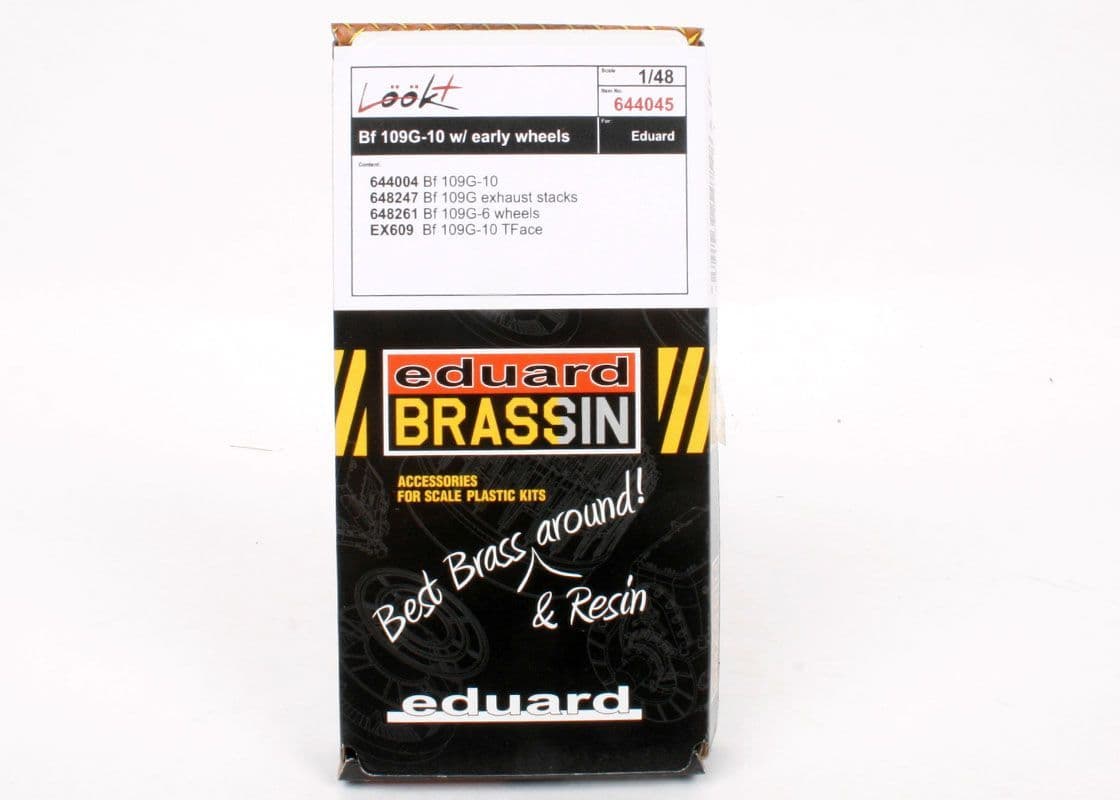 Löök+
Scale
1/48
Item No.
644045
Bf 109G-10 w/ early wheels
For:
Eduard
Content:
644004 Bf 109G-10
648247 Bf 109G exhaust stacks
648261 Bf 109G-6 wheels
EX609 Bf 109G-10 TFace
eduard
BRASSIN
ACCESSORIES
FOR SCALE PLASTIC KITS
Best Brass around!
& Resin
eduard